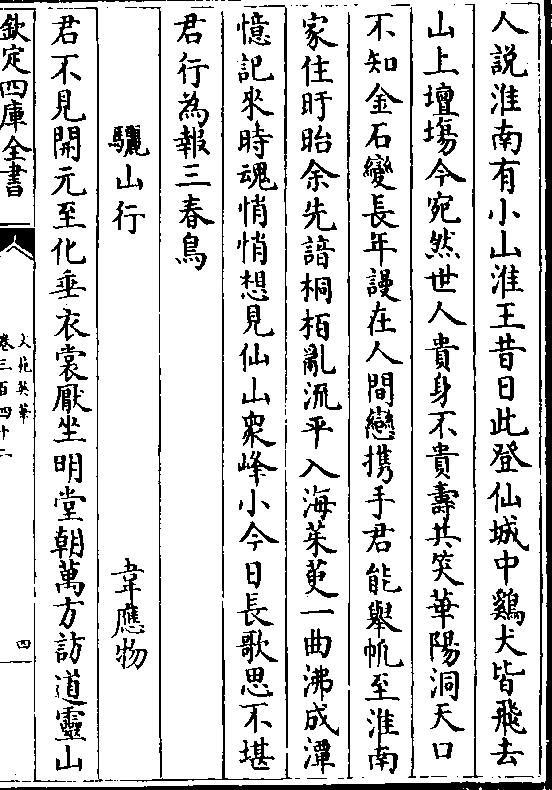 人説淮南有小山淮王昔日此登仙城中鷄犬皆飛去
山上壇塲今宛然世人貴身不貴壽共笑華陽洞天口
不知金石變長年謾在人間戀携手君能舉帆至淮南
家住盱眙余先諳桐栢亂流平入海茱萸一曲沸成潭
憶記來時魂悄悄想見仙山衆峰小今日長歌思不堪
君行為報三春鳥
驪山行
韋應物
君不見開元至化垂衣裳厭坐明堂朝萬方訪道靈山
欽定四庫全書
文苑英華
卷三百四十二
四